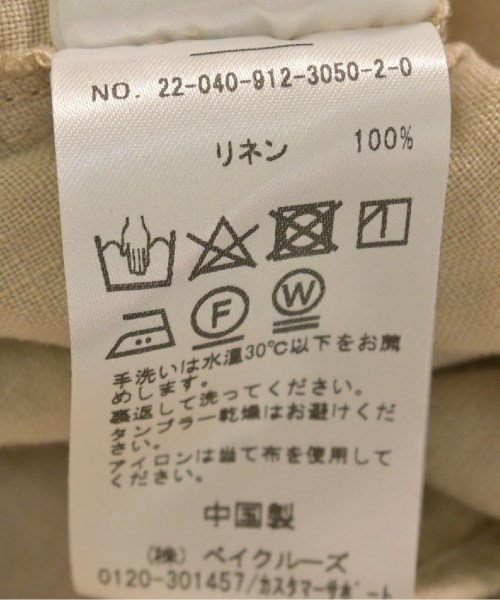 NO. 22-040-912-3050-2-0
リネン 100%
F W
手洗いは水温30℃以下をお薦
めします。
裏返して洗ってください。
タンブラー乾燥はお避けくだ
さい。
アイロンは当て布を使用して
ください。
中国製
(株) ベイクルーズ
0120-301457/カスタマーサポート